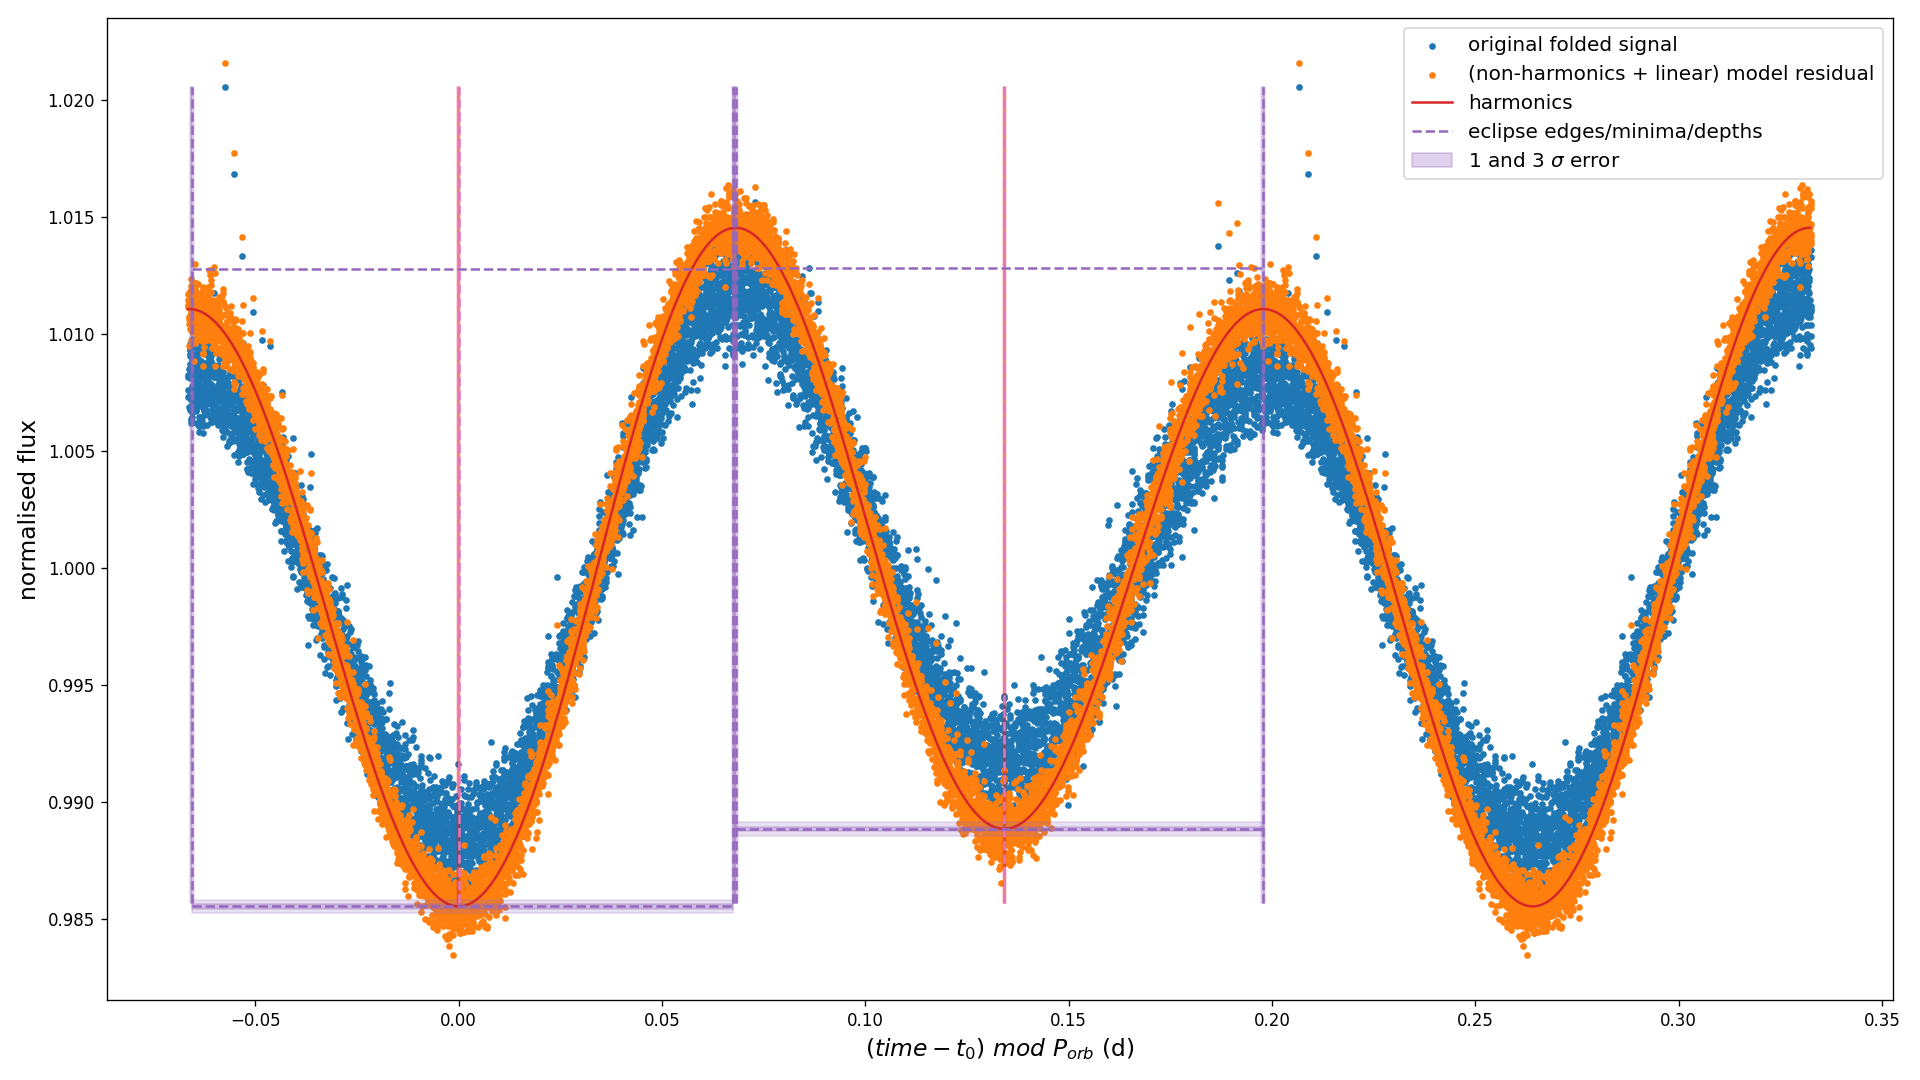 original folded signal
(non-harmonics + linear) model residual
harmonics
eclipse edges/minima/depths
1 and 3 σ error
normalised flux
1.020
1.015
1.010
1.005
1.000
0.995
0.990
0.985
−0.05
0.00
0.05
0.10
0.15
0.20
0.25
0.30
0.35
(time − t₀) mod Pₒᵣᵦ (d)